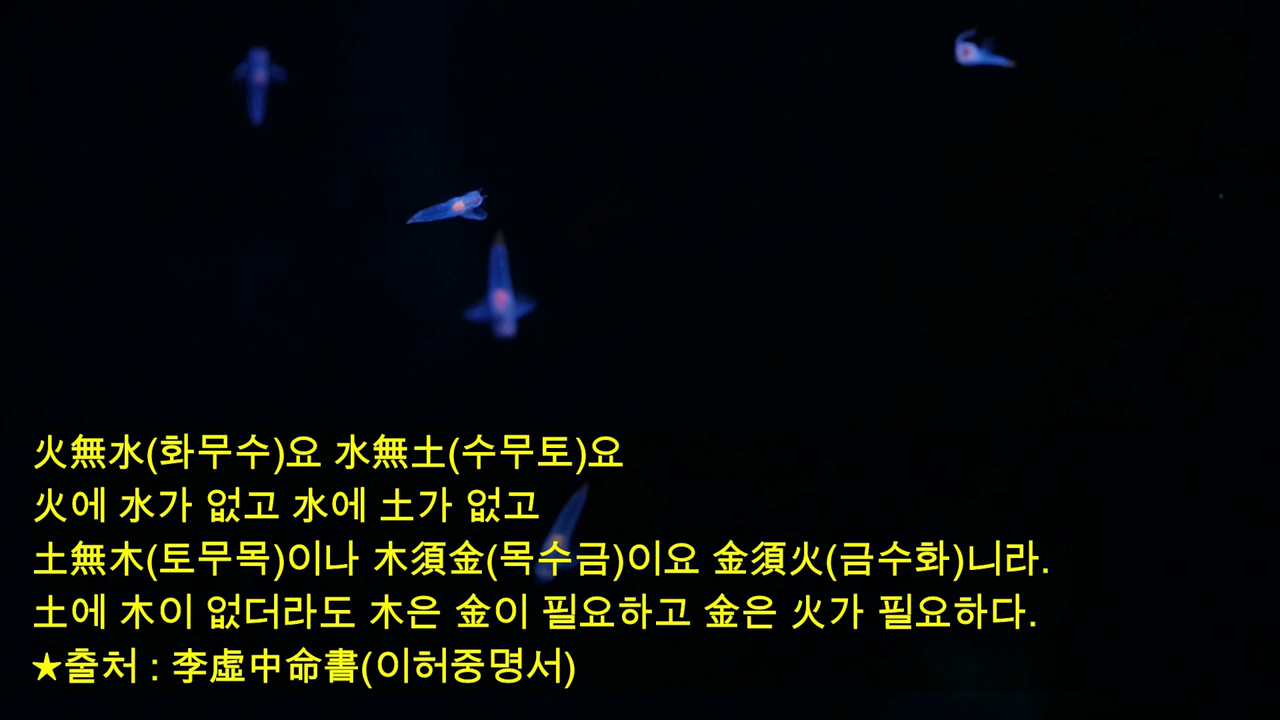 火無水(화무수)요 水無土(수무토)요
火에 水가 없고 水에 土가 없고
土無木(토무목)이나 木須金(목수금)이요 金須火(금수화)니라.
土에 木이 없더라도 木은 金이 필요하고 金은 火가 필요하다.
★출처 : 李虛中命書(이허중명서)